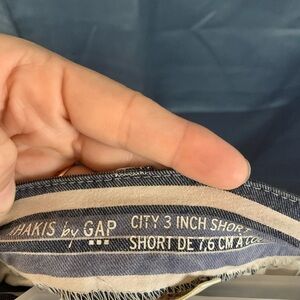 KHAKIS by GAP
CITY 3 INCH SHORT
SHORT DE 7,6 CM À